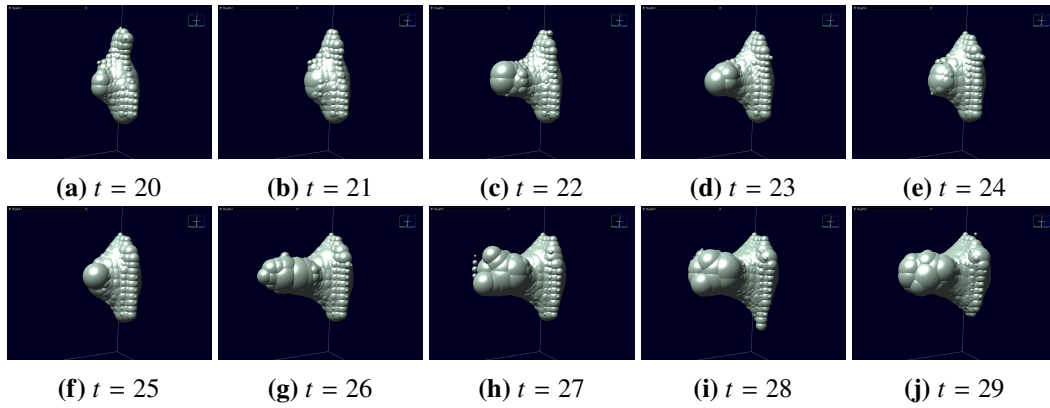 (a) t = 20 (b) t = 21 (c) t = 22 (d) t = 23 (e) t = 24
(f) t = 25 (g) t = 26 (h) t = 27 (i) t = 28 (j) t = 29